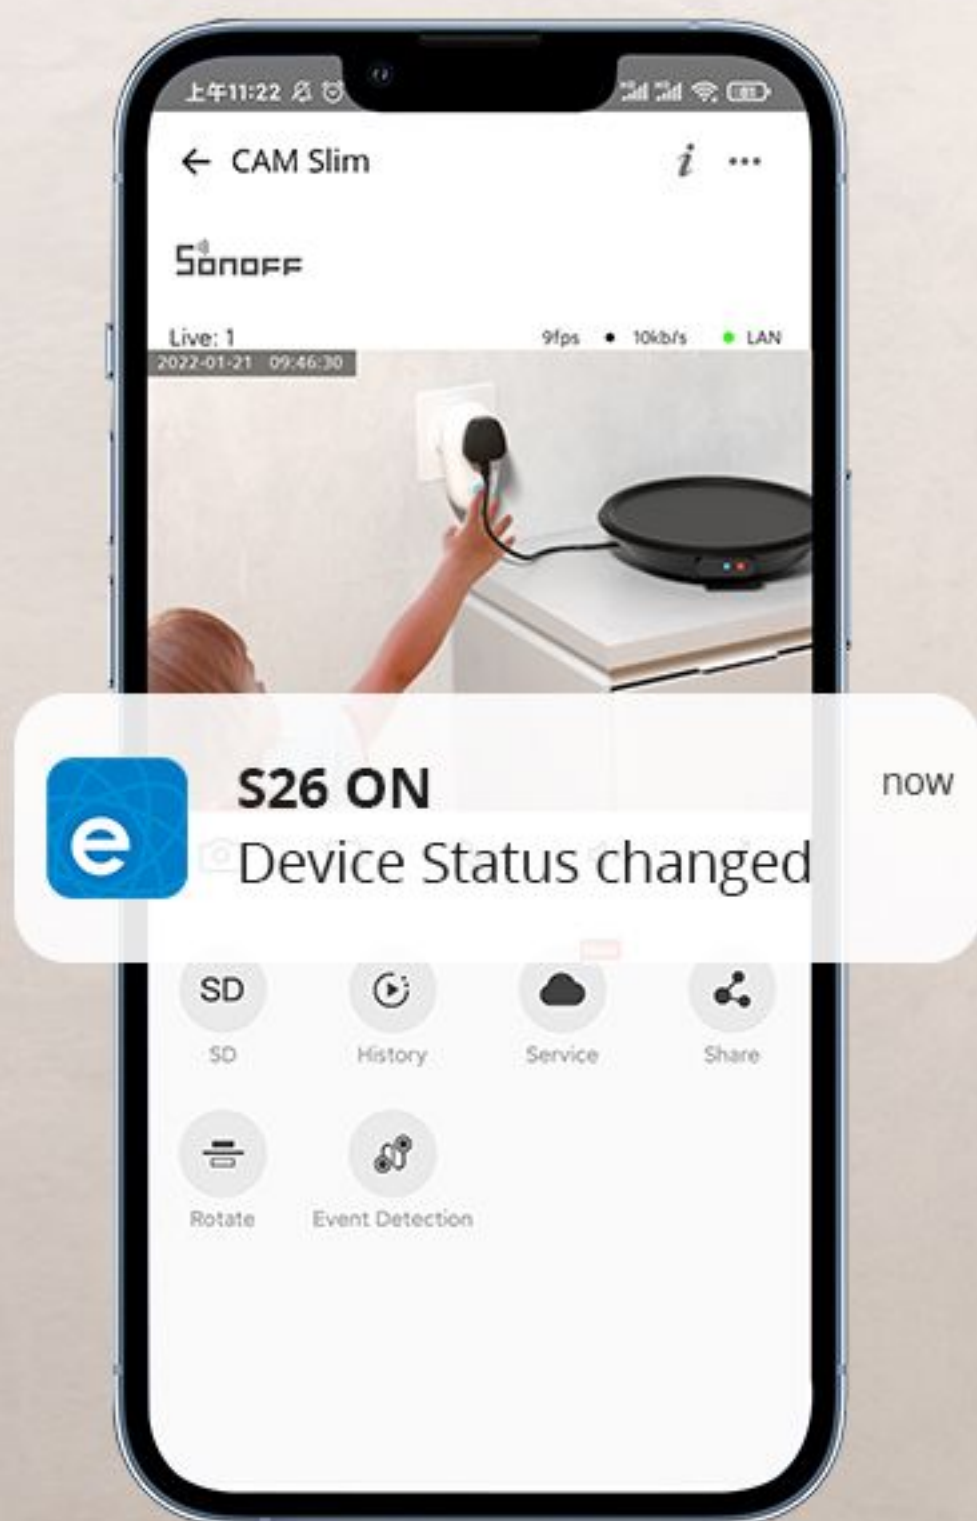 上午11:22
← CAM Slim i ...
SONOFF
Live: 1 9fps • 10kb/s • LAN
2022-01-21 09:46:30
S26 ON now
e Device Status changed
SD
SD History Service Share
Rotate Event Detection